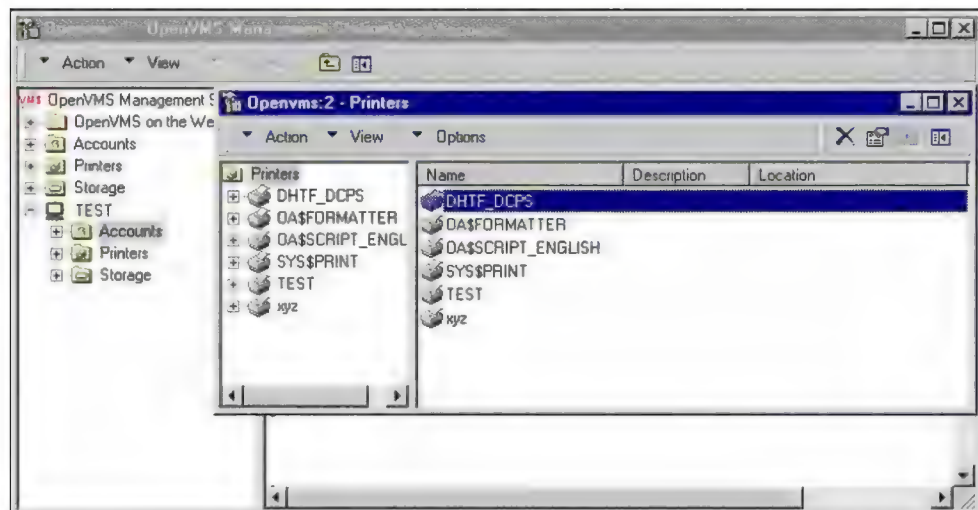 OpenVMS Mana
Action View
OpenVMS Management S
OpenVMS on the We
Accounts
Printers
Storage
TEST
Accounts
Printers
Storage
Openvms:2 - Printers
Action View Options
Printers
DHTF_DCPS
OA$FORMATTER
OA$SCRIPT_ENGL
SYS$PRINT
TEST
xyz
Name Description Location
DHTF_DCPS
OA$FORMATTER
OA$SCRIPT_ENGLISH
SYS$PRINT
TEST
xyz